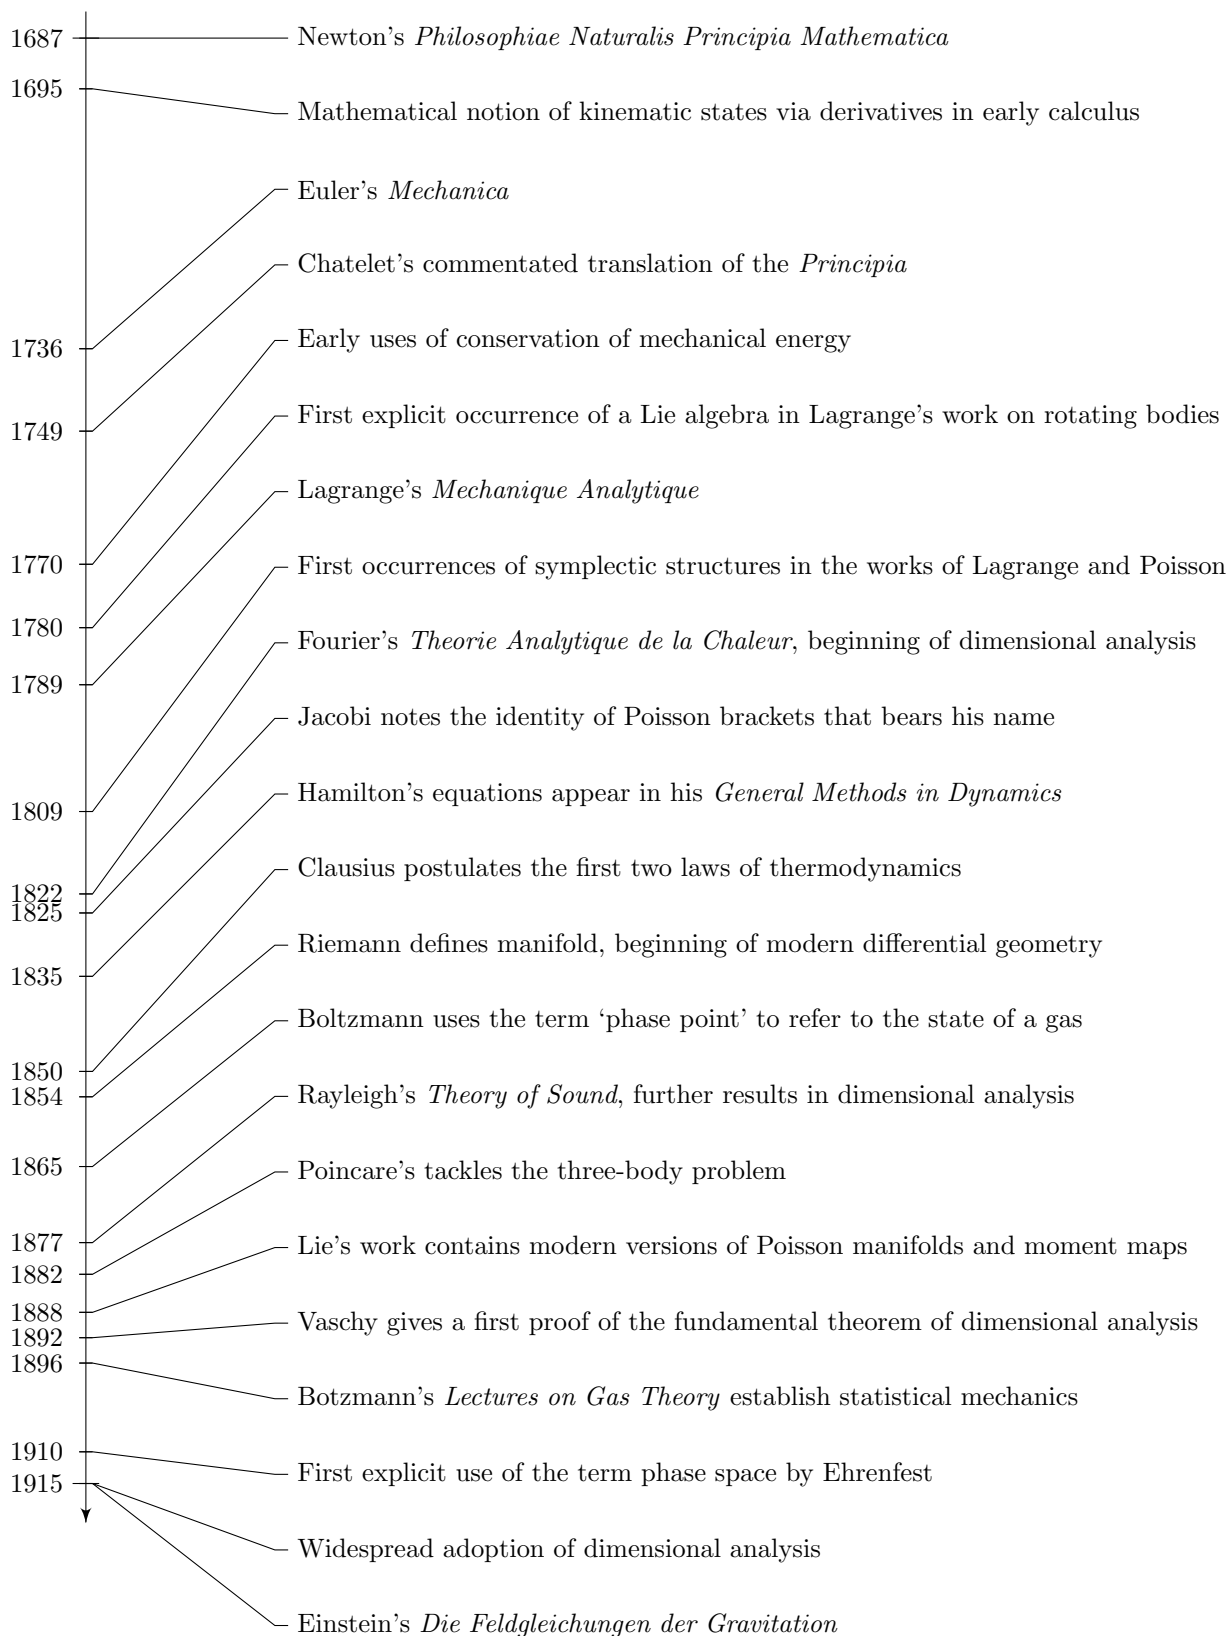 1687 Newton's Philosophiae Naturalis Principia Mathematica
1695 Mathematical notion of kinematic states via derivatives in early calculus
1736 Euler's Mechanica
1749 Chatelet's commentated translation of the Principia
1770 Early uses of conservation of mechanical energy
1780 First explicit occurrence of a Lie algebra in Lagrange's work on rotating bodies
1789 Lagrange's Mechanique Analytique
1809 First occurrences of symplectic structures in the works of Lagrange and Poisson
1822 Fourier's Theorie Analytique de la Chaleur, beginning of dimensional analysis
1825 Jacobi notes the identity of Poisson brackets that bears his name
1835 Hamilton's equations appear in his General Methods in Dynamics
1850 Clausius postulates the first two laws of thermodynamics
1854 Riemann defines manifold, beginning of modern differential geometry
1865 Boltzmann uses the term ‘phase point’ to refer to the state of a gas
1877 Rayleigh's Theory of Sound, further results in dimensional analysis
1882 Poincare's tackles the three-body problem
1888 Lie's work contains modern versions of Poisson manifolds and moment maps
1892 Vaschy gives a first proof of the fundamental theorem of dimensional analysis
1896 Botzmann's Lectures on Gas Theory establish statistical mechanics
1910 First explicit use of the term phase space by Ehrenfest
1915 Widespread adoption of dimensional analysis
Einstein's Die Feldgleichungen der Gravitation